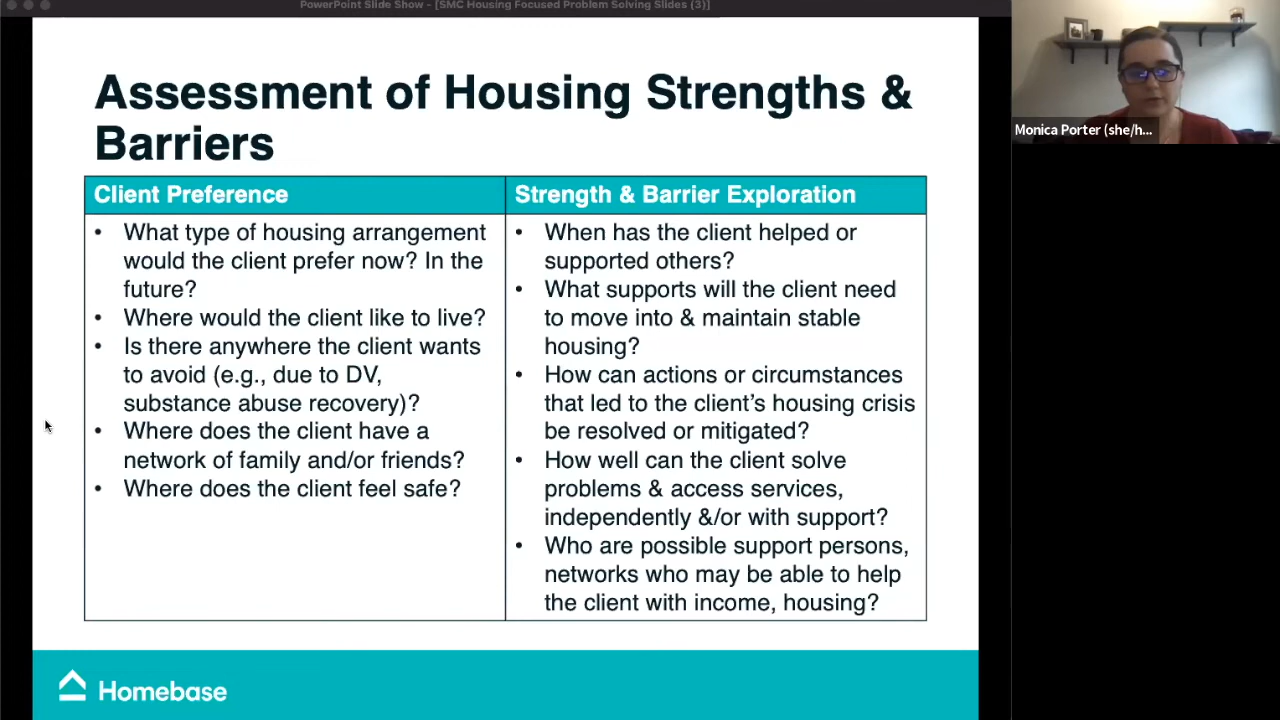 PowerPoint Slide Show - [SMC Housing Focused Problem Solving Slides (3)]
Assessment of Housing Strengths &
Barriers
Client Preference
• What type of housing arrangement
would the client prefer now? In the
future?
• Where would the client like to live?
• Is there anywhere the client wants
to avoid (e.g., due to DV,
substance abuse recovery)?
• Where does the client have a
network of family and/or friends?
• Where does the client feel safe?
Strength & Barrier Exploration
• When has the client helped or
supported others?
• What supports will the client need
to move into & maintain stable
housing?
• How can actions or circumstances
that led to the client's housing crisis
be resolved or mitigated?
• How well can the client solve
problems & access services,
independently &/or with support?
• Who are possible support persons,
networks who may be able to help
the client with income, housing?
Homebase
Monica Porter (she/h...